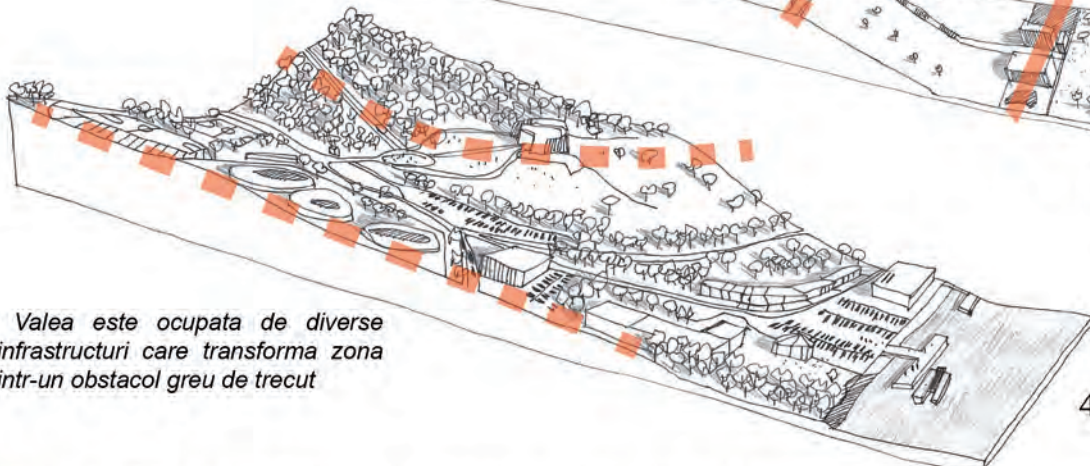 Valea este ocupata de diverse
infrastructuri care transforma zona
intr-un obstacol greu de trecut